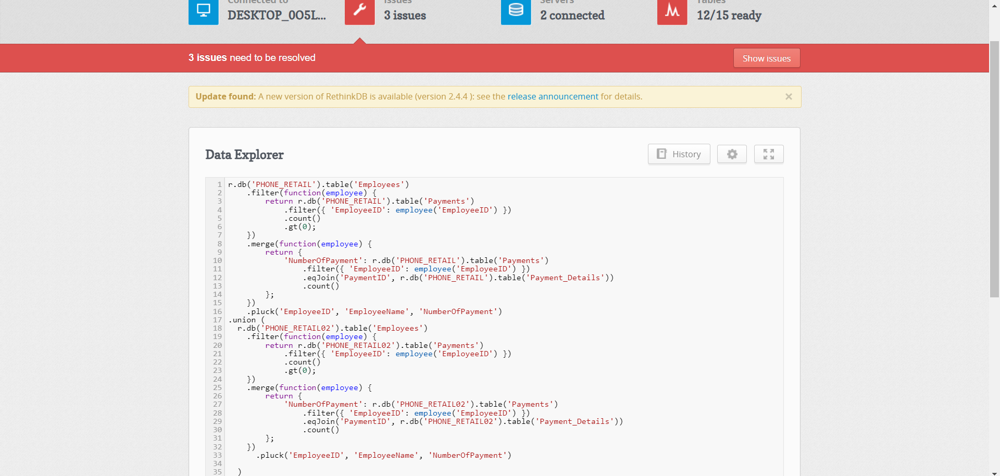 Connected to
DESKTOP_0O5L...
Issues
3 issues
Servers
2 connected
Tables
12/15 ready
3 issues need to be resolved
Show issues
Update found: A new version of RethinkDB is available (version 2.4.4 ): see the release announcement for details.
×
Data Explorer
History
1 r.db('PHONE_RETAIL').table('Employees')
2     .filter(function(employee) {
3         return r.db('PHONE_RETAIL').table('Payments')
4             .filter({ 'EmployeeID': employee('EmployeeID') })
5             .count()
6             .gt(0);
7     })
8     .merge(function(employee) {
9         return {
10             'NumberOfPayment': r.db('PHONE_RETAIL').table('Payments')
11                 .filter({ 'EmployeeID': employee('EmployeeID') })
12                 .eqJoin('PaymentID', r.db('PHONE_RETAIL').table('Payment_Details'))
13                 .count()
14         };
15     })
16     .pluck('EmployeeID', 'EmployeeName', 'NumberOfPayment')
17 .union (
18   r.db('PHONE_RETAIL02').table('Employees')
19     .filter(function(employee) {
20         return r.db('PHONE_RETAIL02').table('Payments')
21             .filter({ 'EmployeeID': employee('EmployeeID') })
22             .count()
23             .gt(0);
24     })
25     .merge(function(employee) {
26         return {
27             'NumberOfPayment': r.db('PHONE_RETAIL02').table('Payments')
28                 .filter({ 'EmployeeID': employee('EmployeeID') })
29                 .eqJoin('PaymentID', r.db('PHONE_RETAIL02').table('Payment_Details'))
30                 .count()
31         };
32     })
33       .pluck('EmployeeID', 'EmployeeName', 'NumberOfPayment')
34
35   )